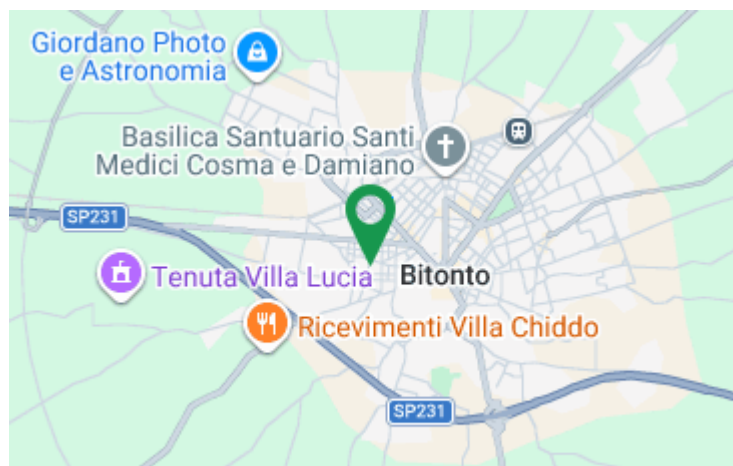 Giordano Photo
e Astronomia
Basilica Santuario Santi
Medici Cosma e Damiano
SP231
Tenuta Villa Lucia
Bitonto
Ricevimenti Villa Chiddo
SP231